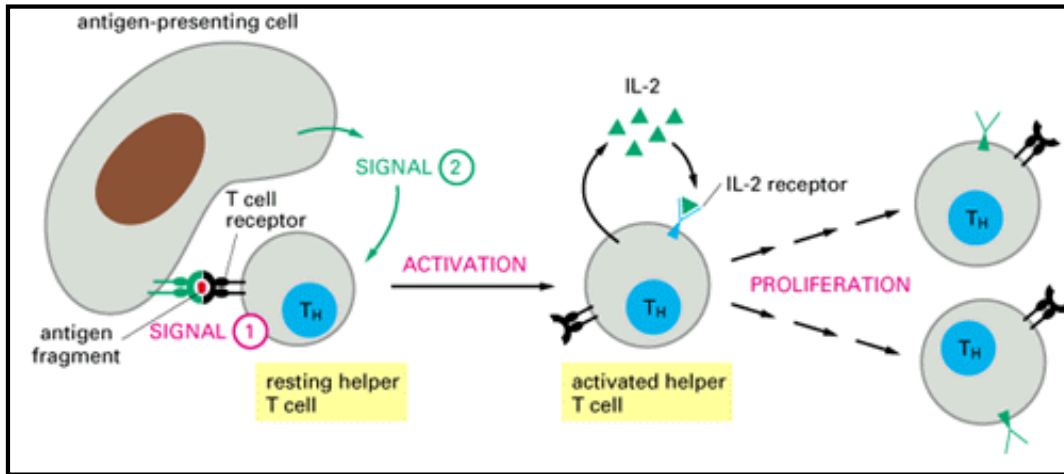 antigen-presenting cell
SIGNAL 2
T cell
receptor
antigen
fragment
SIGNAL 1
TH
resting helper
T cell
ACTIVATION
IL-2
IL-2 receptor
TH
activated helper
T cell
PROLIFERATION
TH
TH